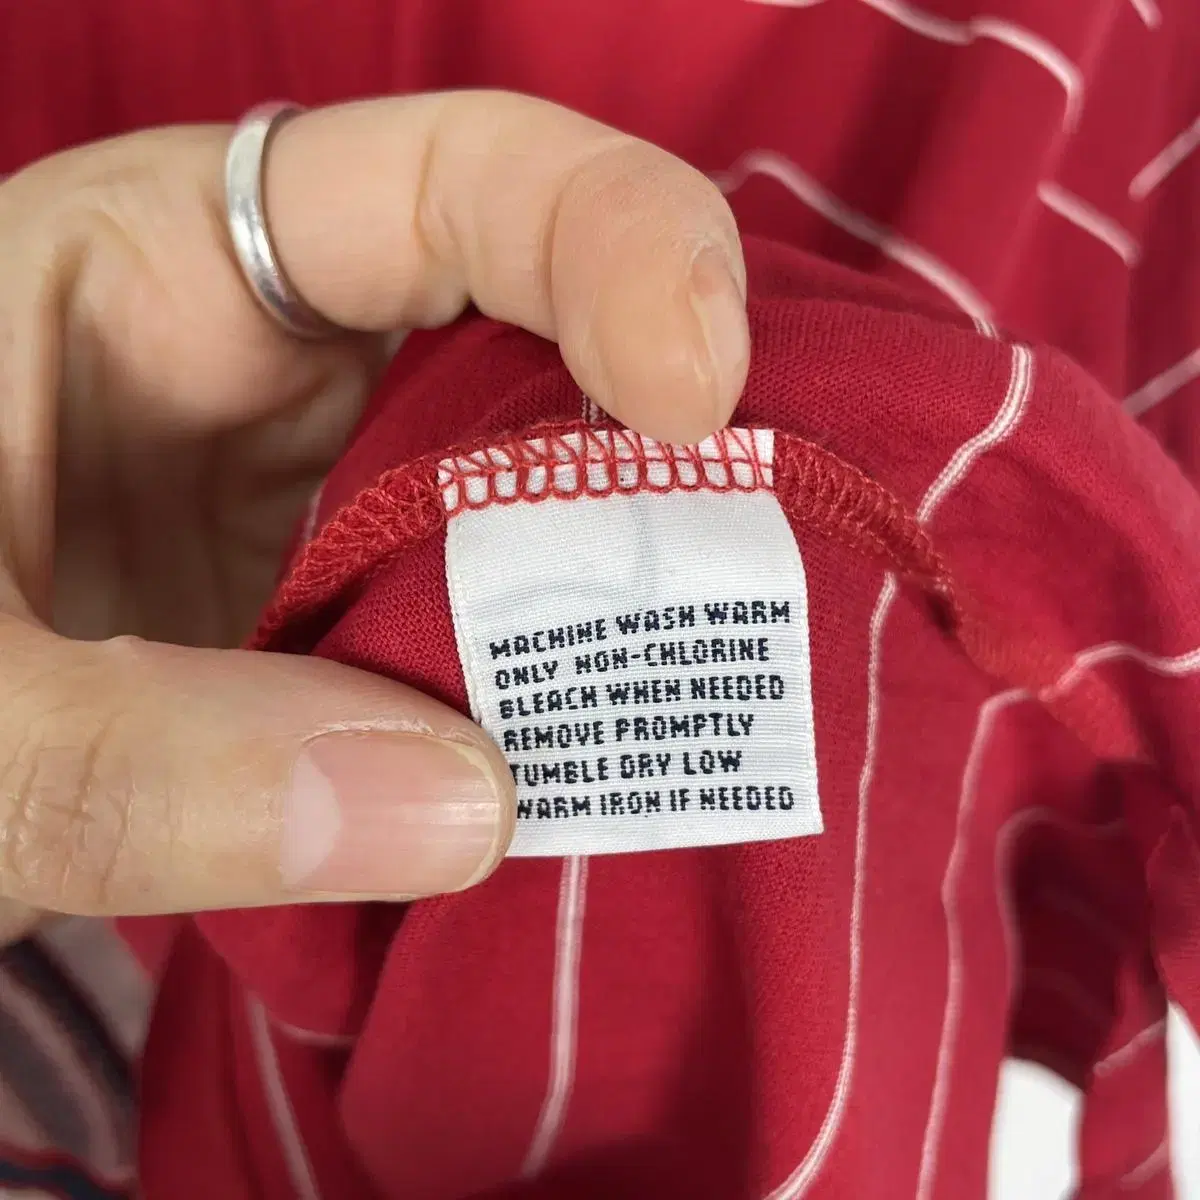 MACHINE WASH WARM
ONLY NON-CHLORINE
BLEACH WHEN NEEDED
REMOVE PROMPTLY
TUMBLE DRY LOW
WARM IRON IF NEEDED